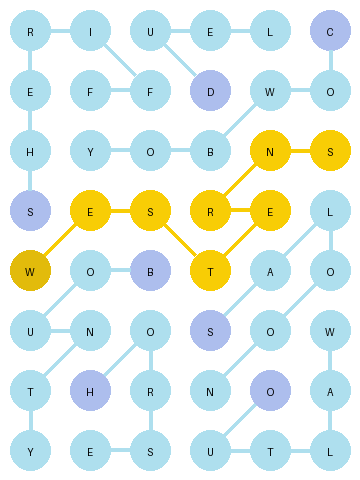 R I U E L C
E F F D W O
H Y O B N S
S E S R E L
W O B T A O
U N O S O W
T H R N O A
Y E S U T L